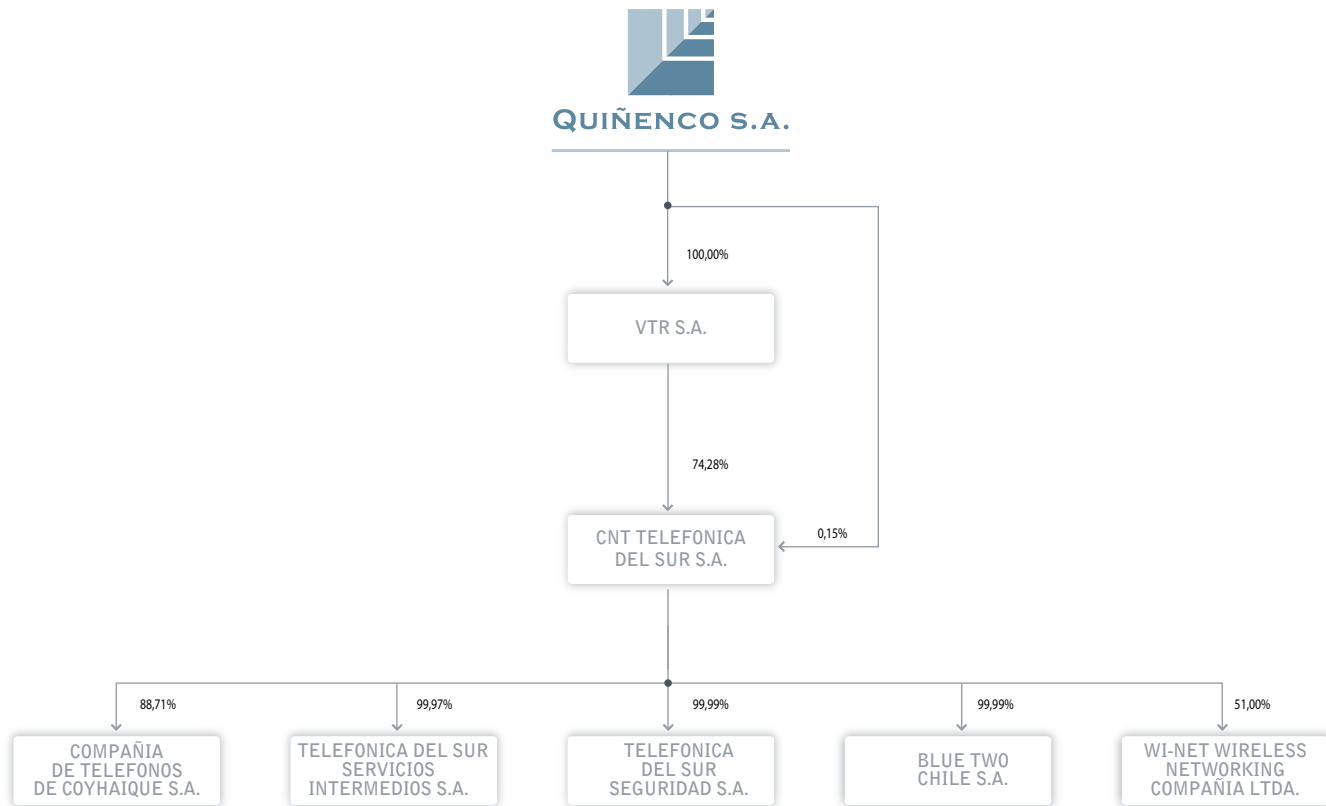 QUIÑENCO S.A.
100,00%
VTR S.A.
74,28%
CNT TELEFONICA
DEL SUR S.A.
0,15%
88,71%
99,97%
99,99%
99,99%
51,00%
COMPAÑIA
DE TELEFONOS
DE COYHAIQUE S.A.
TELEFONICA DEL SUR
SERVICIOS
INTERMEDIOS S.A.
TELEFONICA
DEL SUR
SEGURIDAD S.A.
BLUE TWO
CHILE S.A.
WI-NET WIRELESS
NETWORKING
COMPAÑIA LTDA.